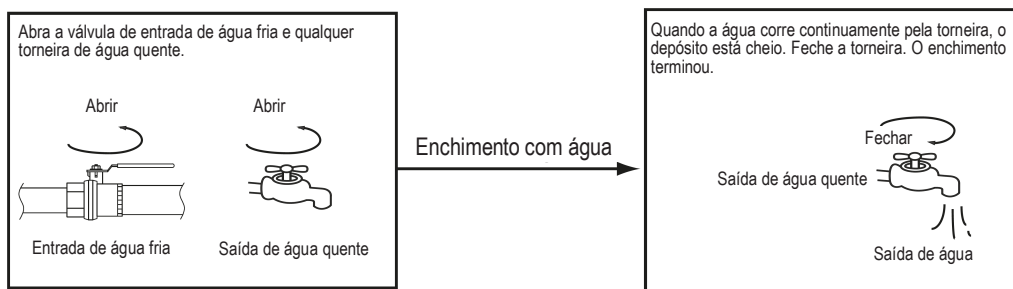 Abra a válvula de entrada de água fria e qualquer
torneira de água quente.
Abrir
Abrir
Entrada de água fria
Saída de água quente
Enchimento com água
Quando a água corre continuamente pela torneira, o
depósito está cheio. Feche a torneira. O enchimento
terminou.
Fechar
Saída de água quente
Saída de água